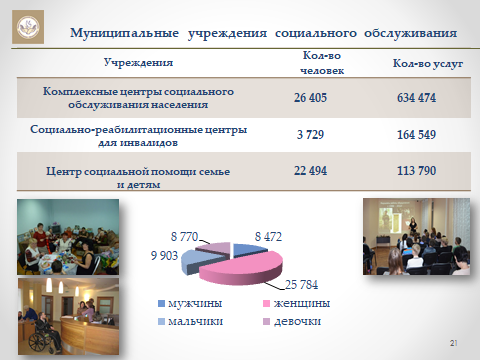 Муниципальные учреждения социального обслуживания
Учреждения
Кол-во
человек
Кол-во услуг
Комплексные центры социального
обслуживания населения
26 405
634 474
Социально-реабилитационные центры
для инвалидов
3 729
164 549
Центр социальной помощи семье
и детям
22 494
113 790
8 770
8 472
9 903
25 784
мужчины
женщины
мальчики
девочки
21